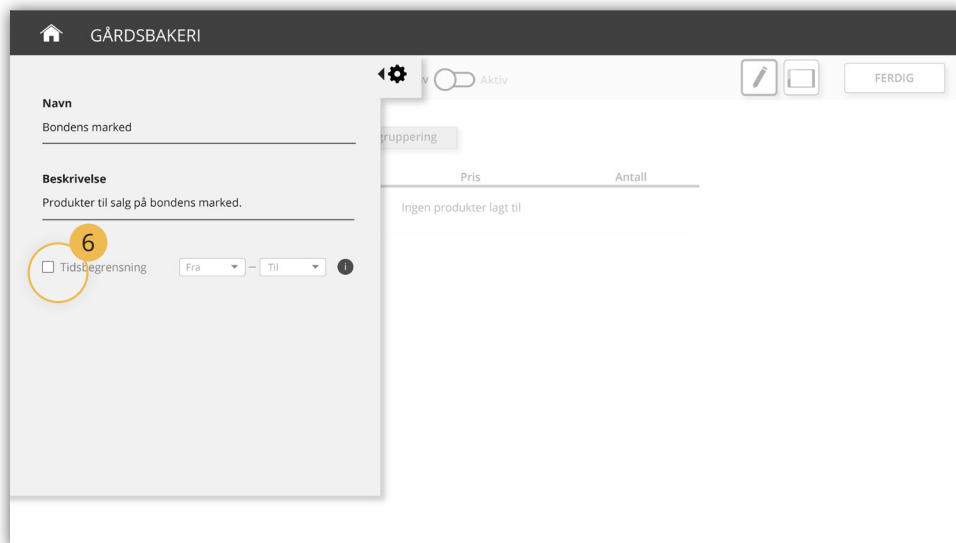 GÅRDSBAKERI
v Aktiv
FERDIG
Navn
Bondens marked
gruppering
Beskrivelse
Produkter til salg på bondens marked.
Pris Antall
Ingen produkter lagt til
6
Tidsbegrensning Fra – Til i